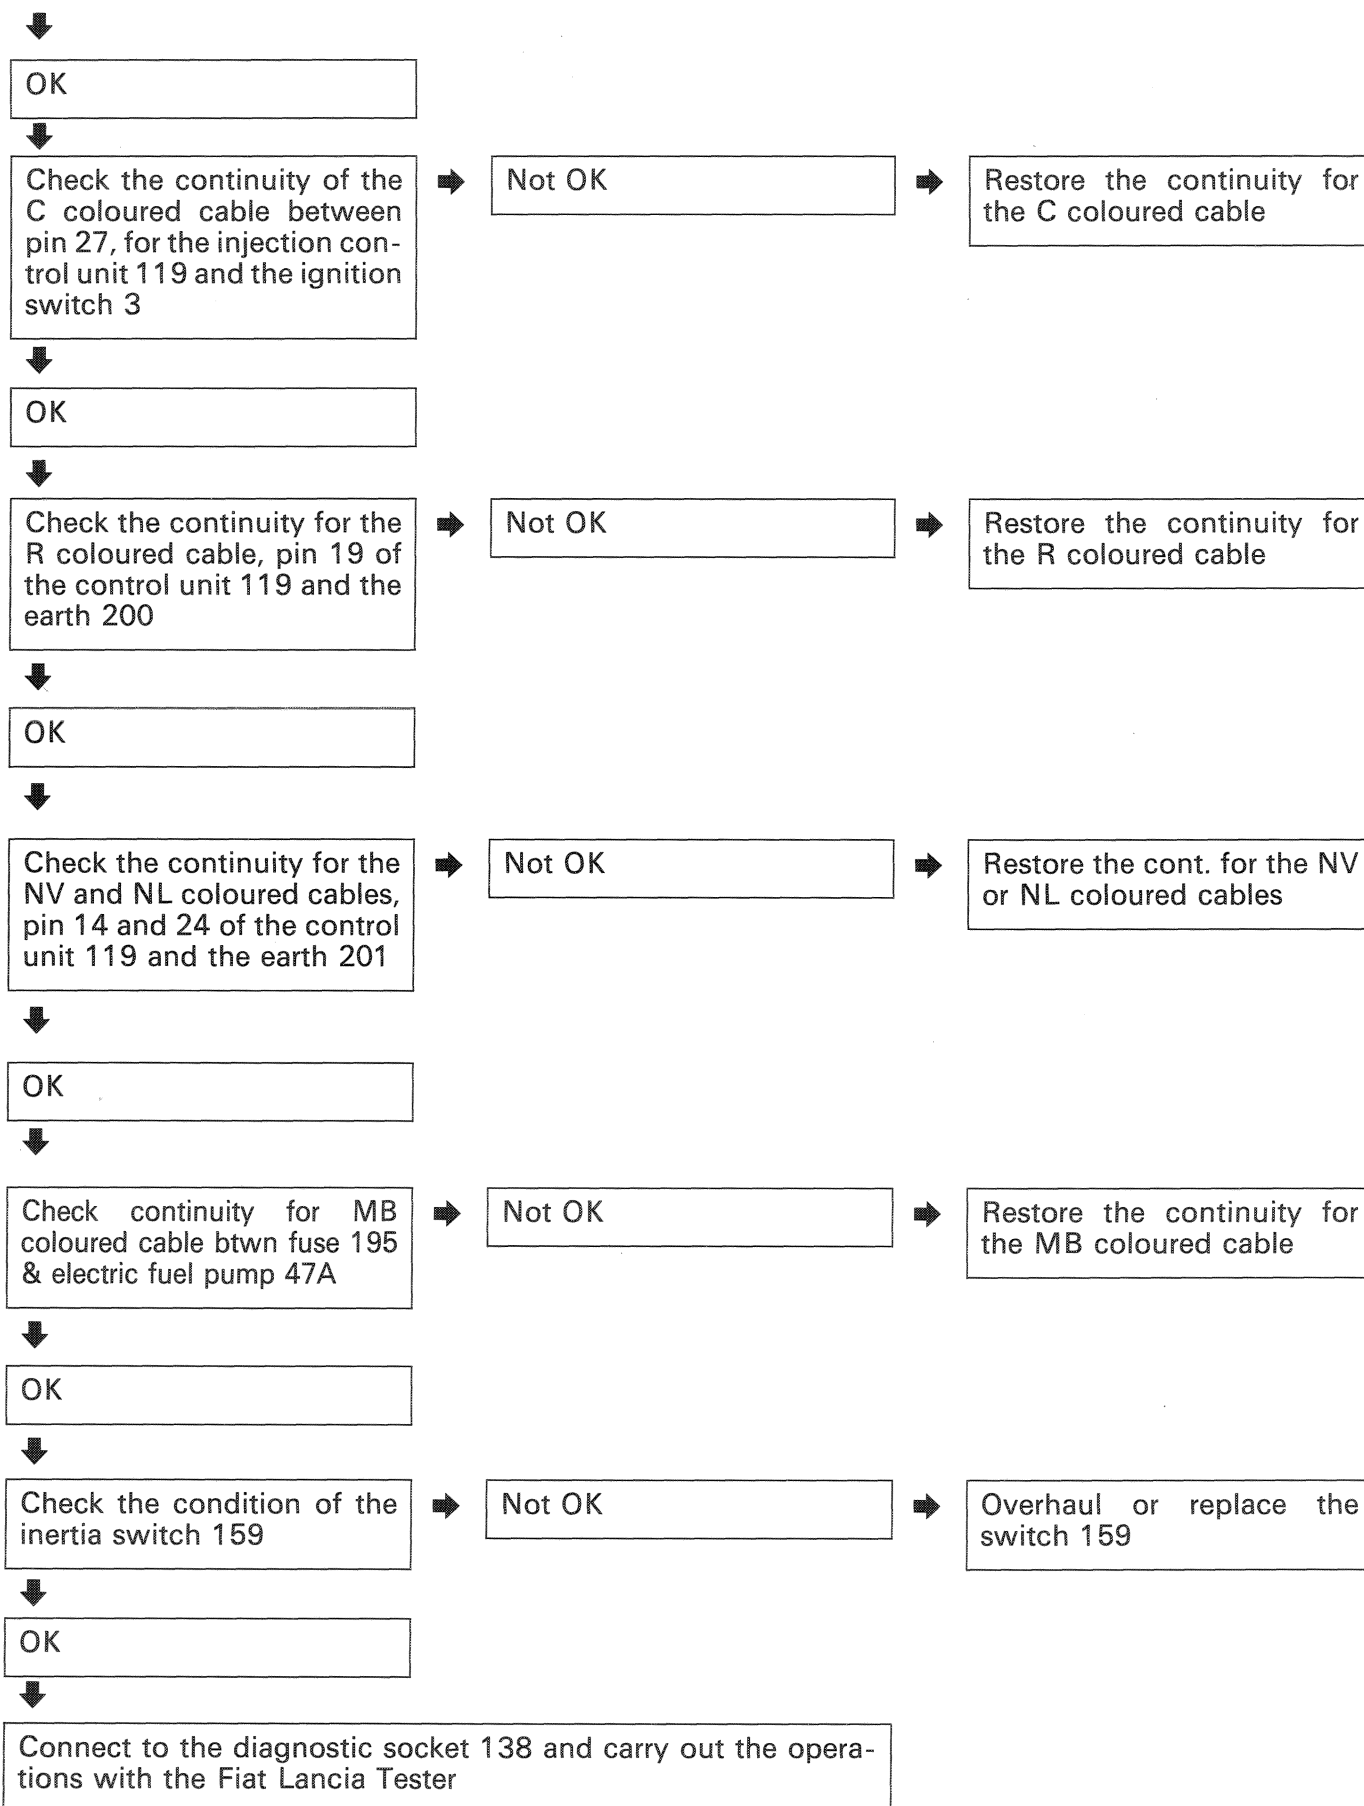 OK
Check the continuity of the
C coloured cable between
pin 27, for the injection con-
trol unit 119 and the ignition
switch 3
Not OK
Restore the continuity for
the C coloured cable
OK
Check the continuity for the
R coloured cable, pin 19 of
the control unit 119 and the
earth 200
Not OK
Restore the continuity for
the R coloured cable
OK
Check the continuity for the
NV and NL coloured cables,
pin 14 and 24 of the control
unit 119 and the earth 201
Not OK
Restore the cont. for the NV
or NL coloured cables
OK
Check continuity for MB
coloured cable btwn fuse 195
& electric fuel pump 47A
Not OK
Restore the continuity for
the MB coloured cable
OK
Check the condition of the
inertia switch 159
Not OK
Overhaul or replace the
switch 159
OK
Connect to the diagnostic socket 138 and carry out the opera-
tions with the Fiat Lancia Tester